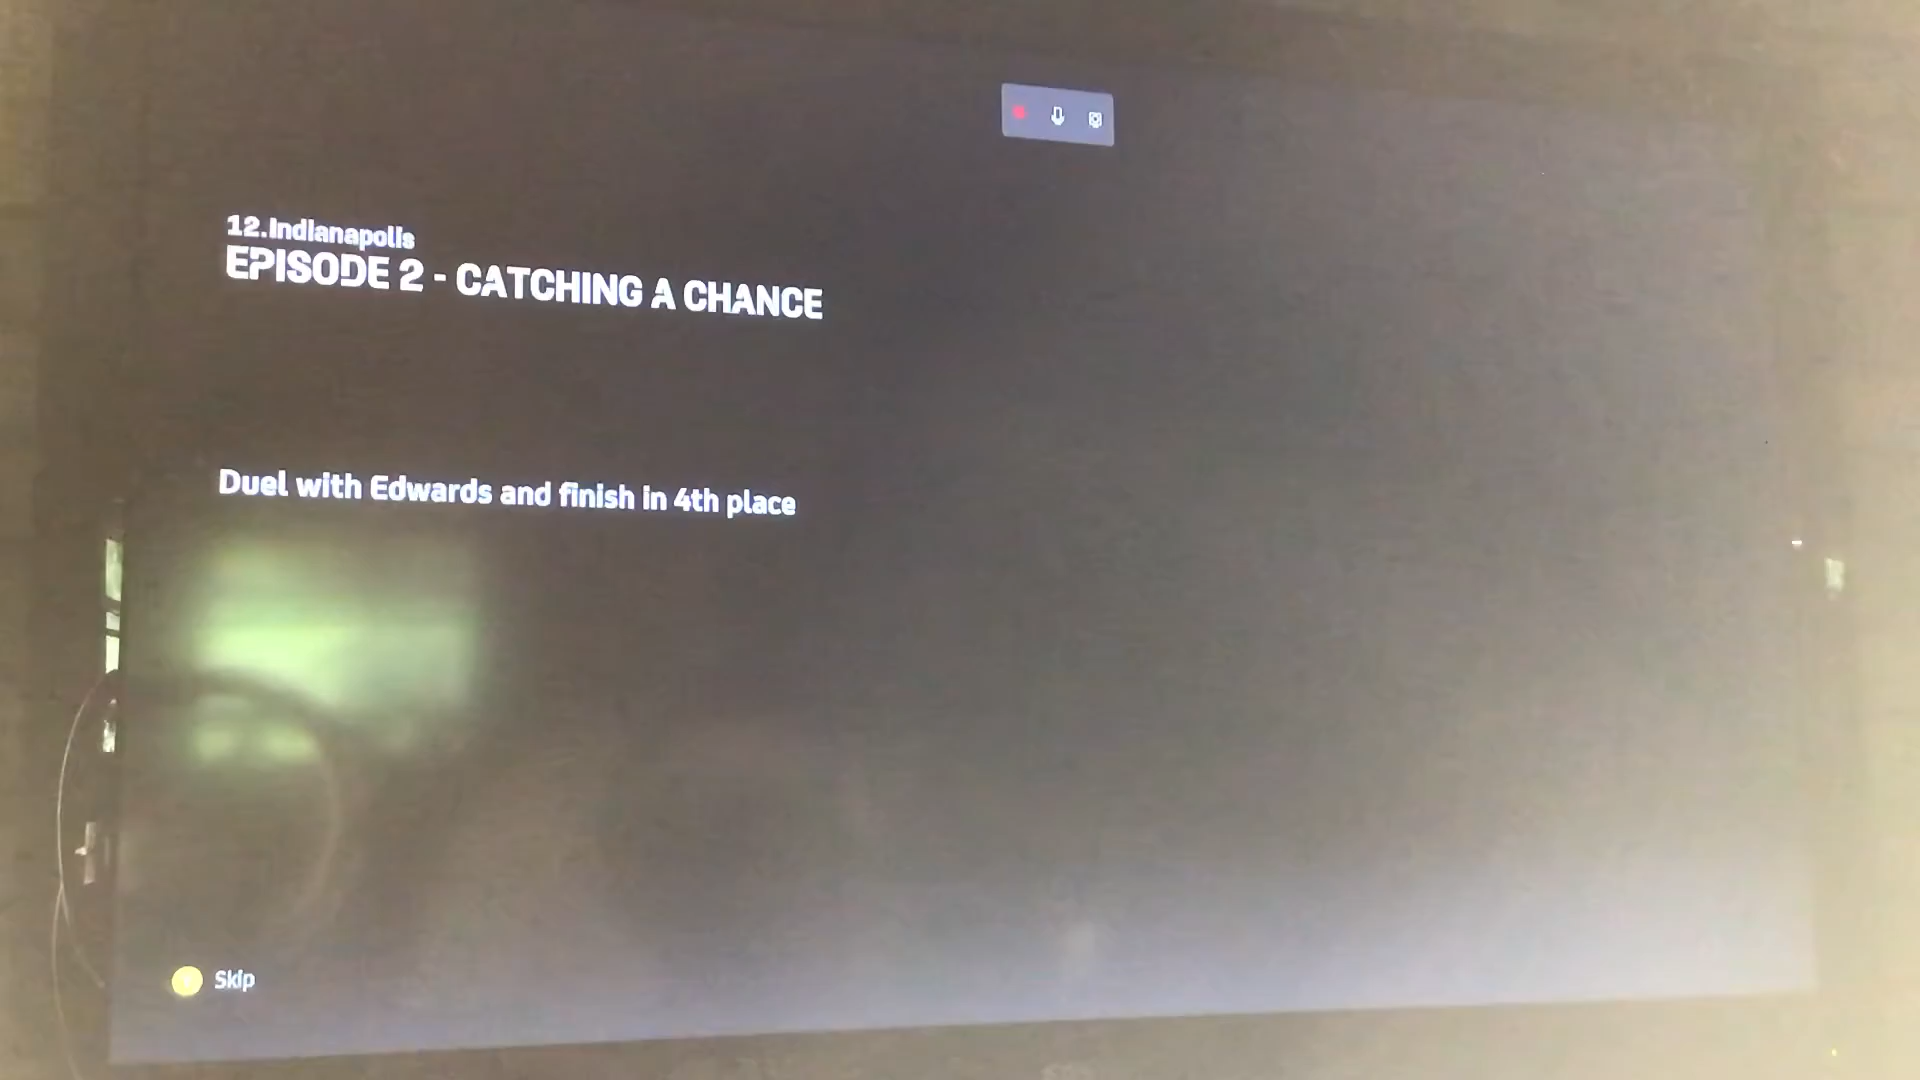 12.Indianapolis
EPISODE 2 - CATCHING A CHANCE
Duel with Edwards and finish in 4th place
Skip